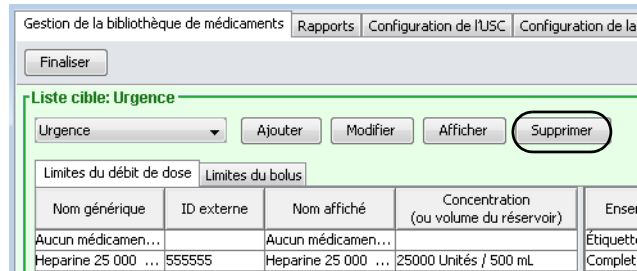 Gestion de la bibliothèque de médicaments Rapports Configuration de l'USC Configuration de la
Finaliser
Liste cible: Urgence
Urgence Ajouter Modifier Afficher Supprimer
Limites du débit de dose Limites du bolus
Nom générique ID externe Nom affiché Concentration (ou volume du réservoir) Enser
Aucun médicamen... Aucun médicamen... Étiquett
Heparine 25 000 ... 555555 Heparine 25 000 ... 25000 Unités / 500 mL Complet